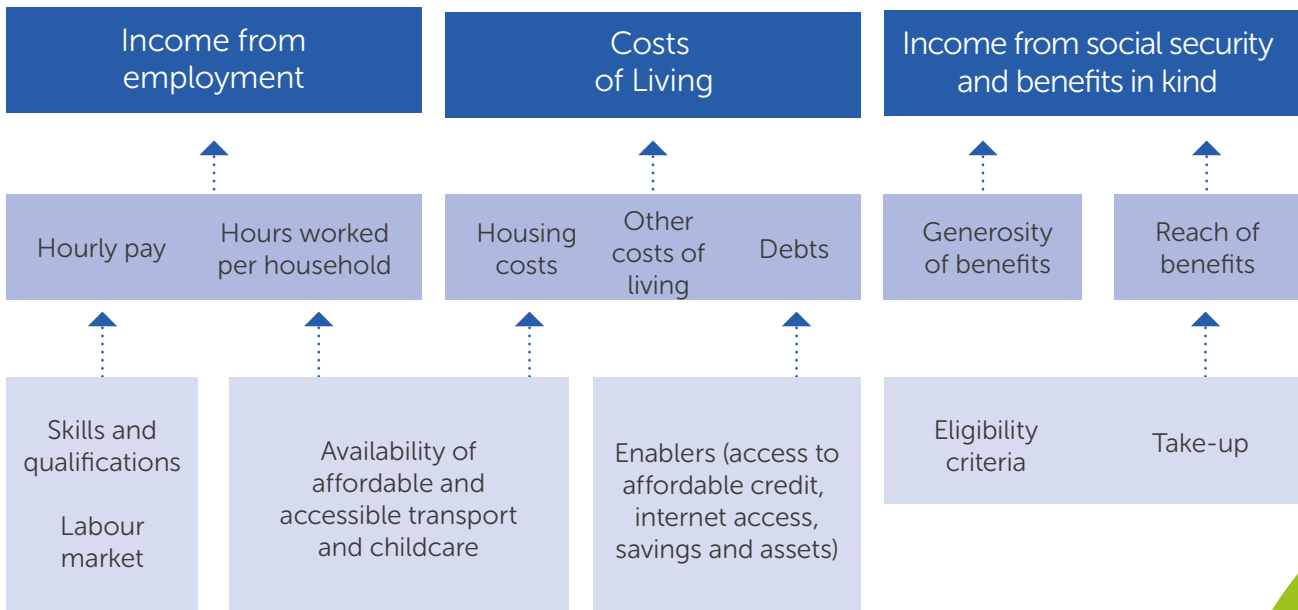 Income from
employment
Costs
of Living
Income from social security
and benefits in kind
Hourly pay
Hours worked
per household
Housing
costs
Other
costs of
living
Debts
Generosity
of benefits
Reach of
benefits
Skills and
qualifications
Labour
market
Availability of
affordable and
accessible transport
and childcare
Enablers (access to
affordable credit,
internet access,
savings and assets)
Eligibility
criteria
Take-up